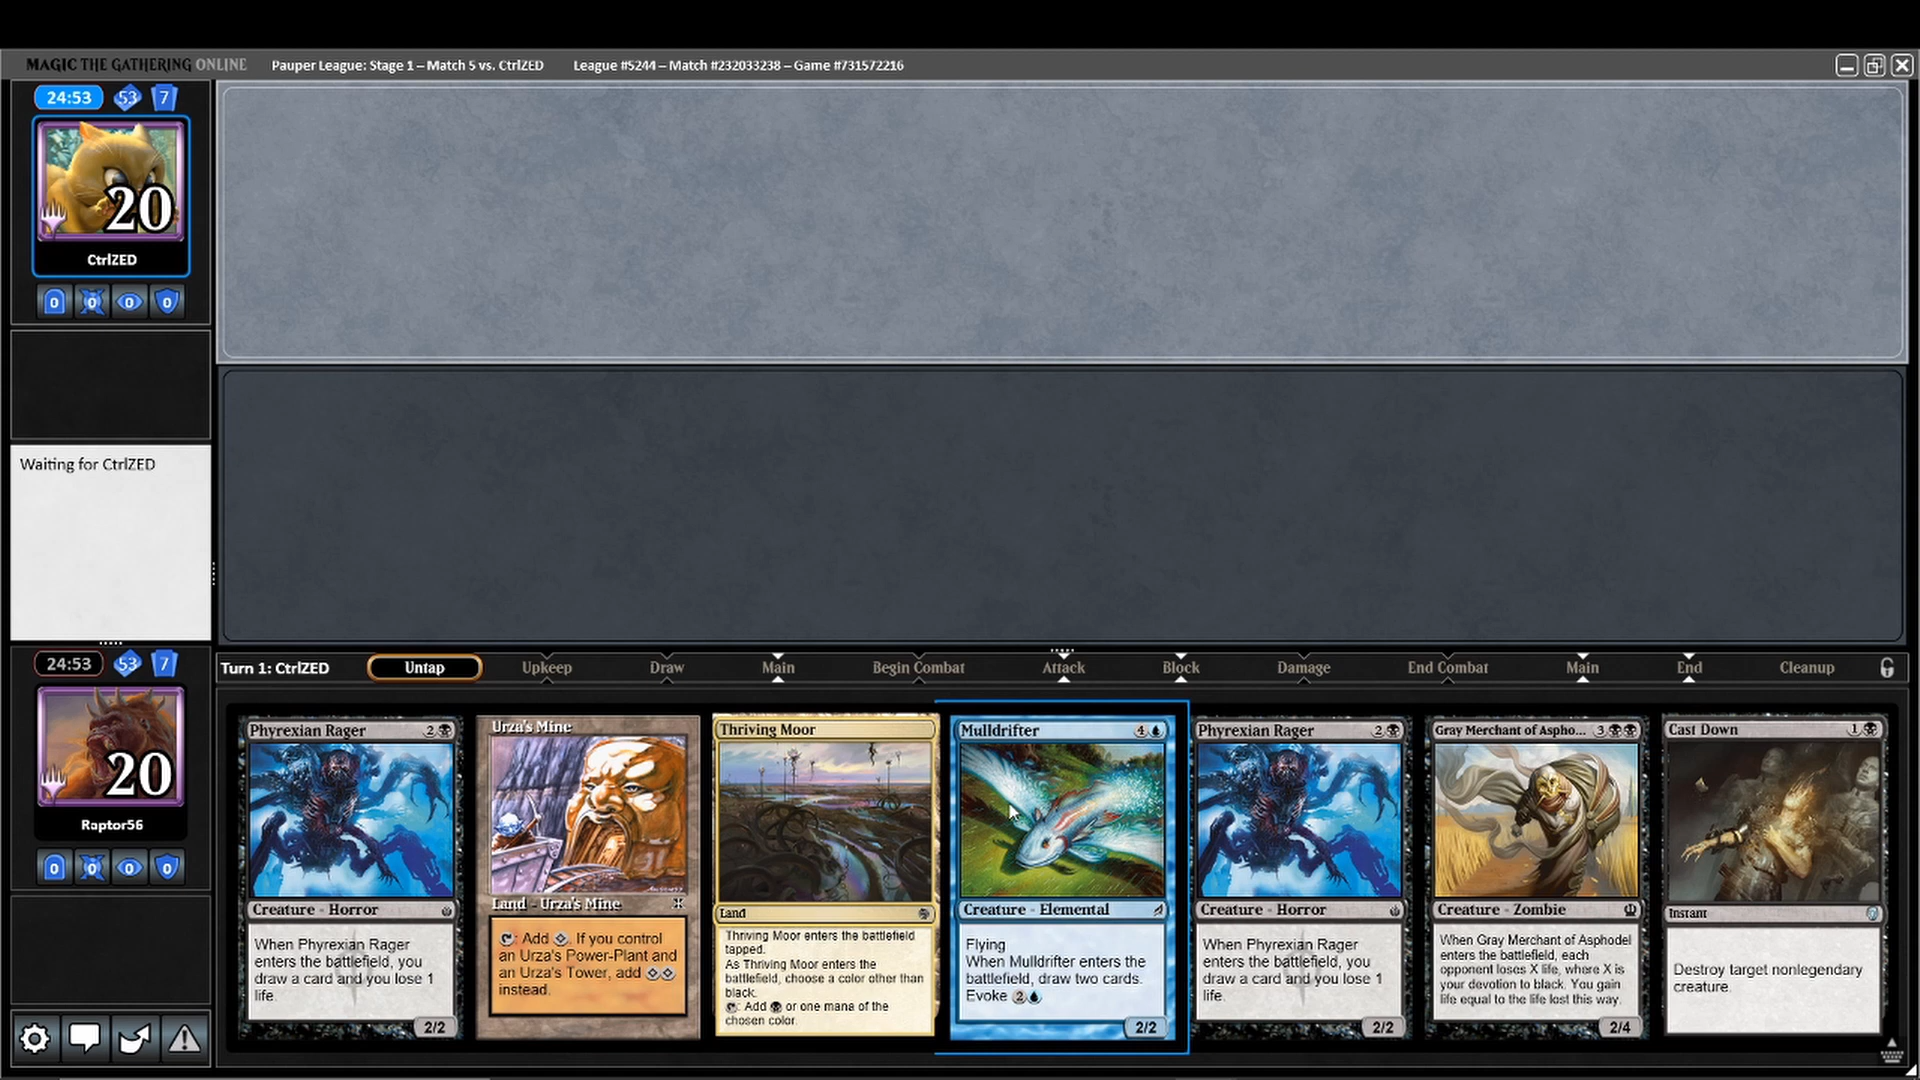 MAGIC THE GATHERING ONLINE Pauper League: Stage 1 – Match 5 vs. CtrlZED League #5244 – Match #232033238 – Game #731572216
24:53 53 7
20
CtrlZED
0 0 0 0
Waiting for CtrlZED
24:53 53 7
20
Raptor56
0 0 0 0
Turn 1: CtrlZED Untap Upkeep Draw Main Begin Combat Attack Block Damage End Combat Main End Cleanup
Phyrexian Rager 2
Creature - Horror
When Phyrexian Rager
enters the battlefield, you
draw a card and you lose 1
life.
2/2
Urza's Mine
Land - Urza's Mine
: Add . If you control
an Urza's Power-Plant and
an Urza's Tower, add
instead.
Thriving Moor
Land
Thriving Moor enters the battlefield
tapped.
As Thriving Moor enters the
battlefield, choose a color other than
black.
: Add or one mana of the
chosen color.
Mulldrifter 4
Creature - Elemental
Flying
When Mulldrifter enters the
battlefield, draw two cards.
Evoke 2
2/2
Phyrexian Rager 2
Creature - Horror
When Phyrexian Rager
enters the battlefield, you
draw a card and you lose 1
life.
2/2
Gray Merchant of Aspho... 3
Creature - Zombie
When Gray Merchant of Asphodel
enters the battlefield, each
opponent loses X life, where X is
your devotion to black. You gain
life equal to the life lost this way.
2/4
Cast Down 1
Instant
Destroy target nonlegendary
creature.